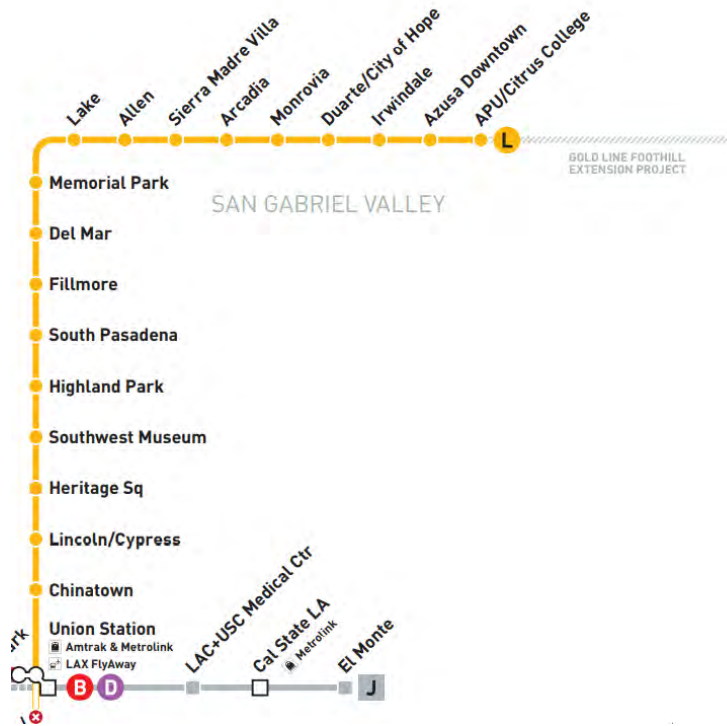 Lake
Allen
Sierra Madre Villa
Arcadia
Monrovia
Duarte/City of Hope
Irwindale
Azusa Downtown
APU/Citrus College
L
GOLD LINE FOOTHILL
EXTENSION PROJECT
Memorial Park
SAN GABRIEL VALLEY
Del Mar
Fillmore
South Pasadena
Highland Park
Southwest Museum
Heritage Sq
Lincoln/Cypress
Chinatown
Union Station
Amtrak & Metrolink
LAX FlyAway
B
D
LAC+USC Medical Ctr
Cal State LA
Metrolink
El Monte
J